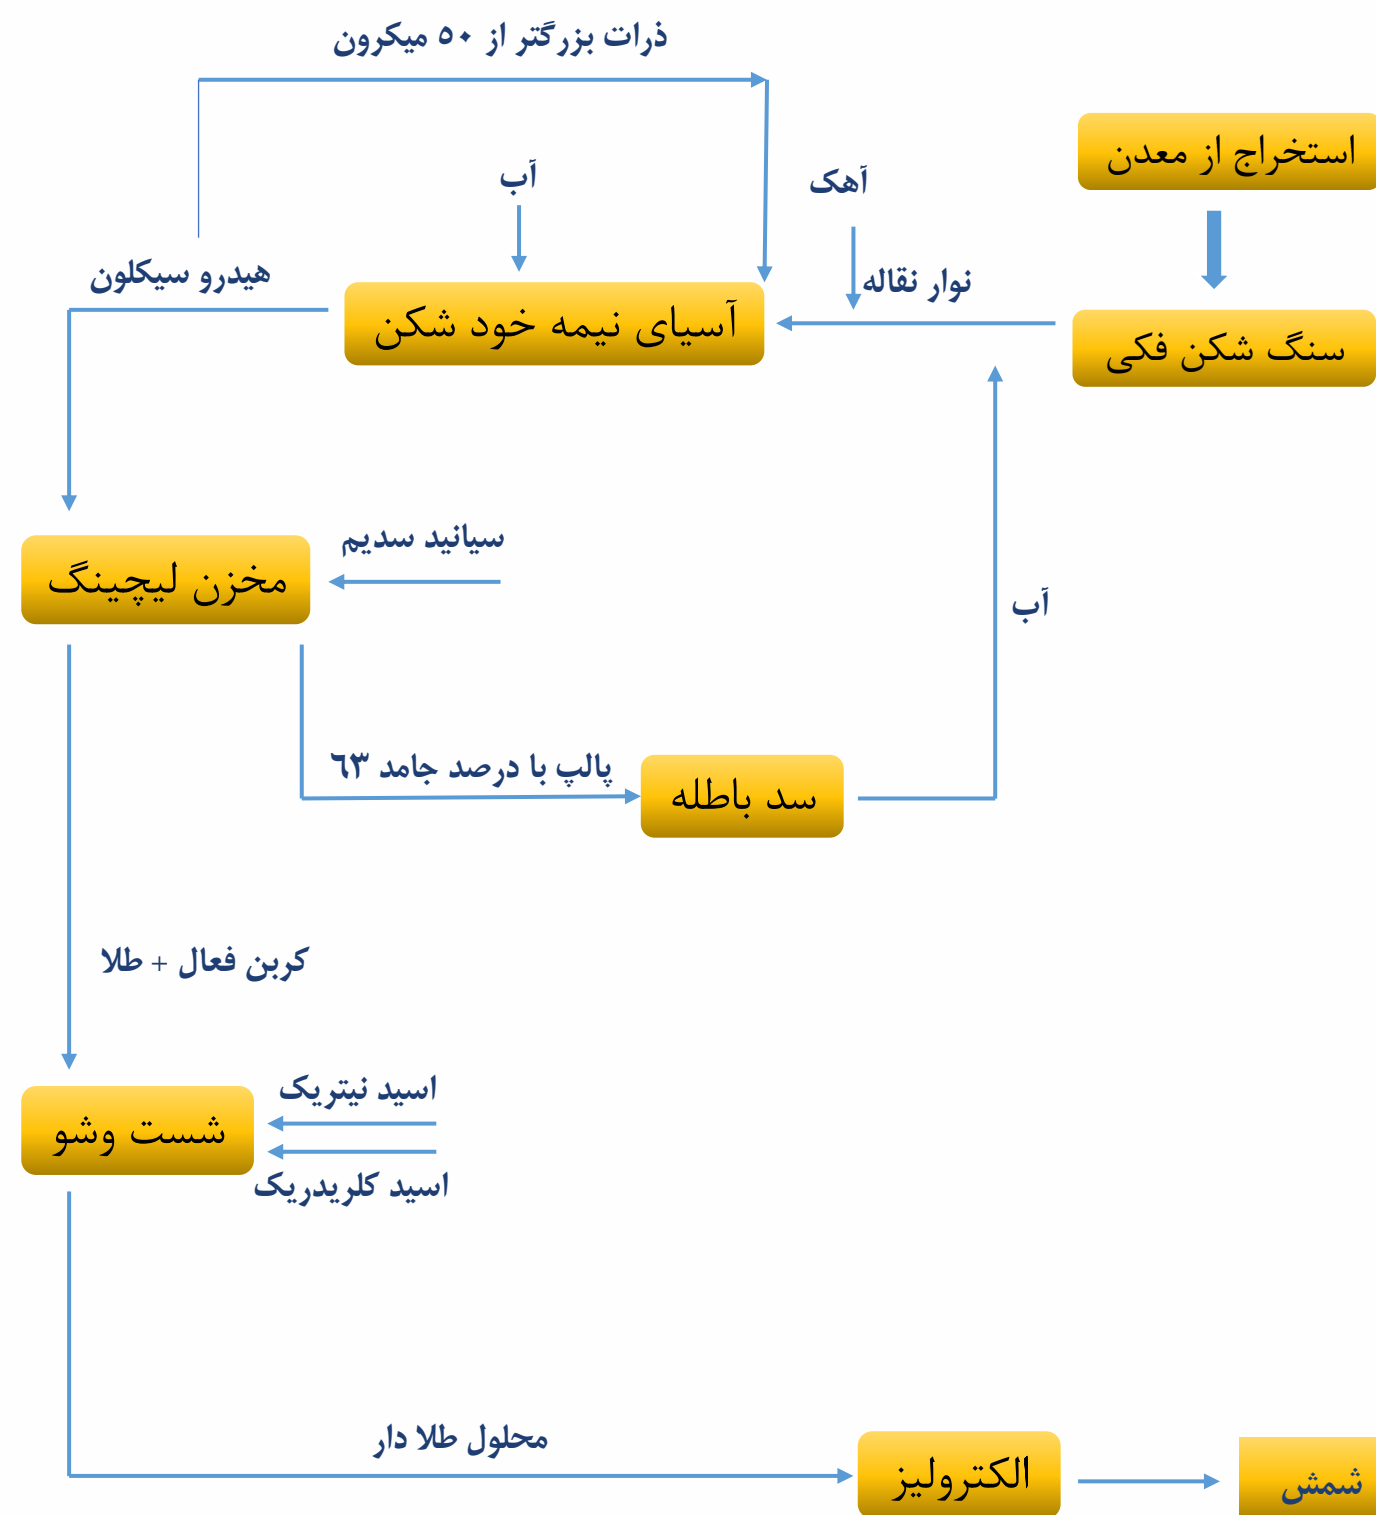 ذرات بزرگتر از ۵۰ میکرون
استخراج از معدن
آب
آهک
هیدرو سیکلون
نوار نقاله
آسیای نیمه خود شکن
سنگ شکن فکی
سیانید سدیم
مخزن لیچینگ
آب
پالپ با درصد جامد ۶۳
سد باطله
کربن فعال + طلا
اسید نیتریک
شست وشو
اسید کلریدریک
محلول طلا دار
الکترولیز
شمش